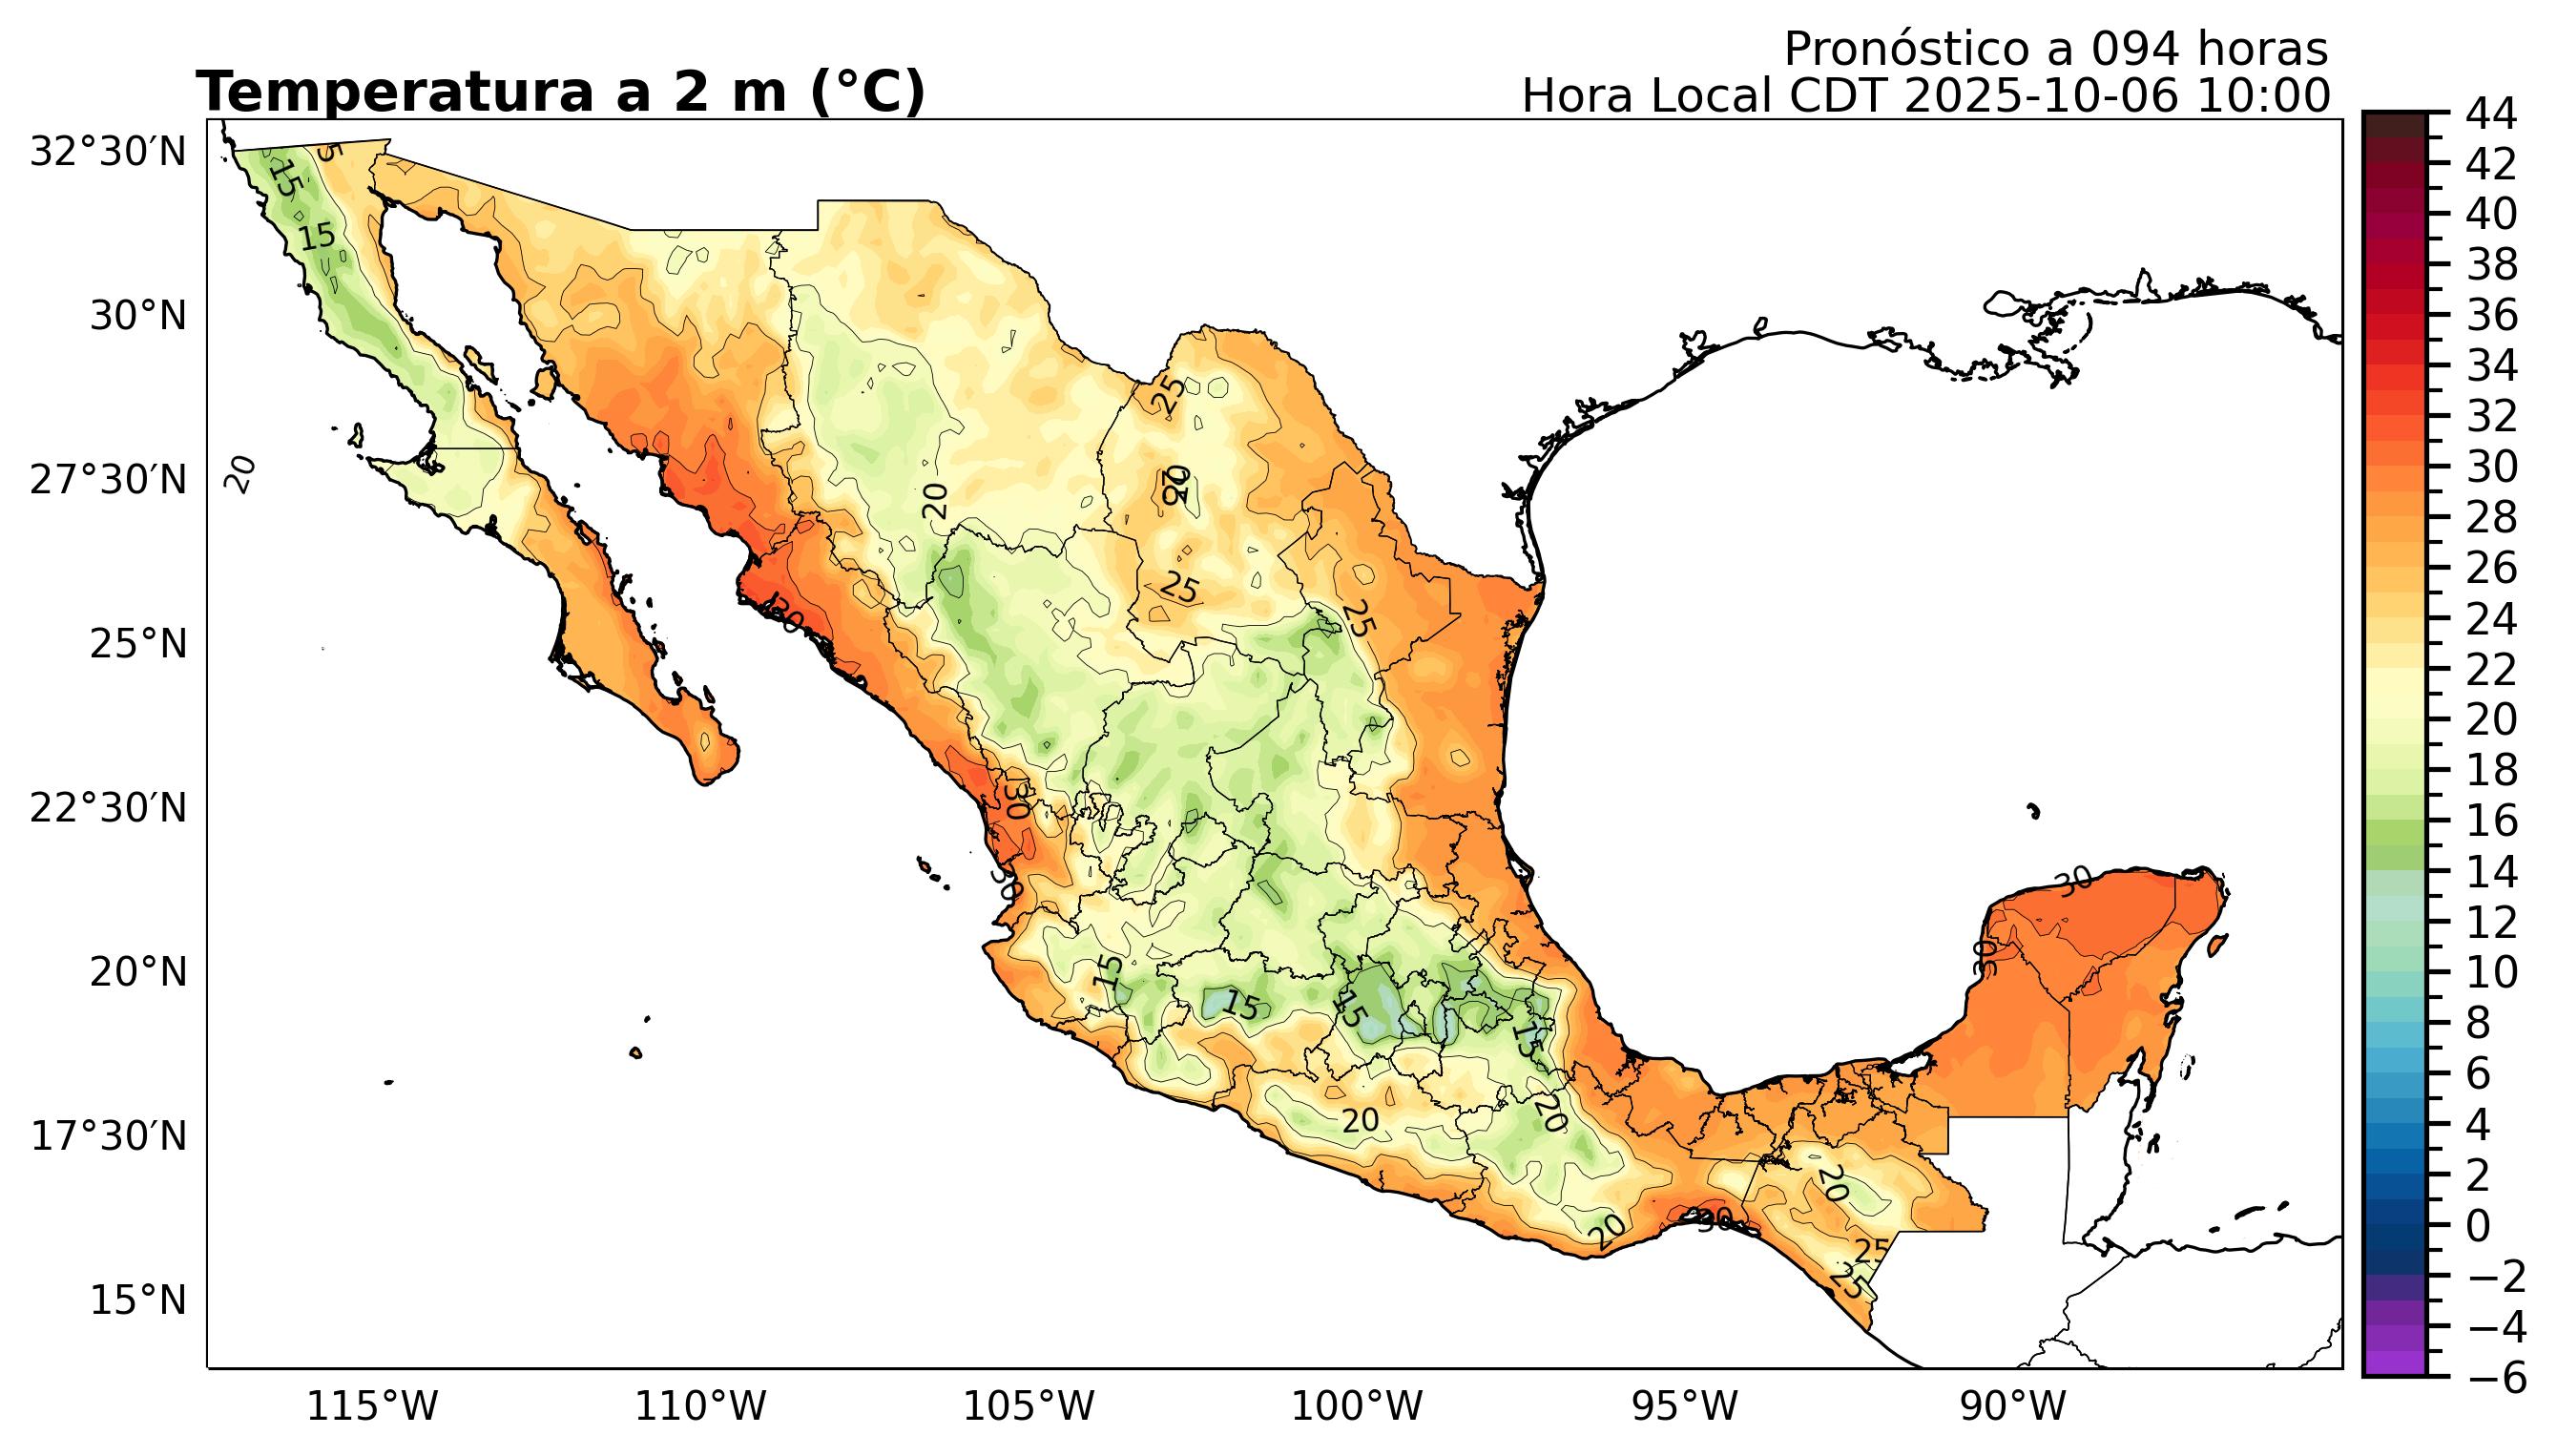 Pronóstico a 094 horas
Temperatura a 2 m (°C)
Hora Local CDT 2025-10-06 10:00
32°30′N
30°N
27°30′N
25°N
22°30′N
20°N
17°30′N
15°N
115°W
110°W
105°W
100°W
95°W
90°W
44
42
40
38
36
34
32
30
28
26
24
22
20
18
16
14
12
10
8
6
4
2
0
−2
−4
−6
15
15
20
25
20
20
25
25
30
30
30
30
30
15
15
15
15
20
20
20
20
30
25
25